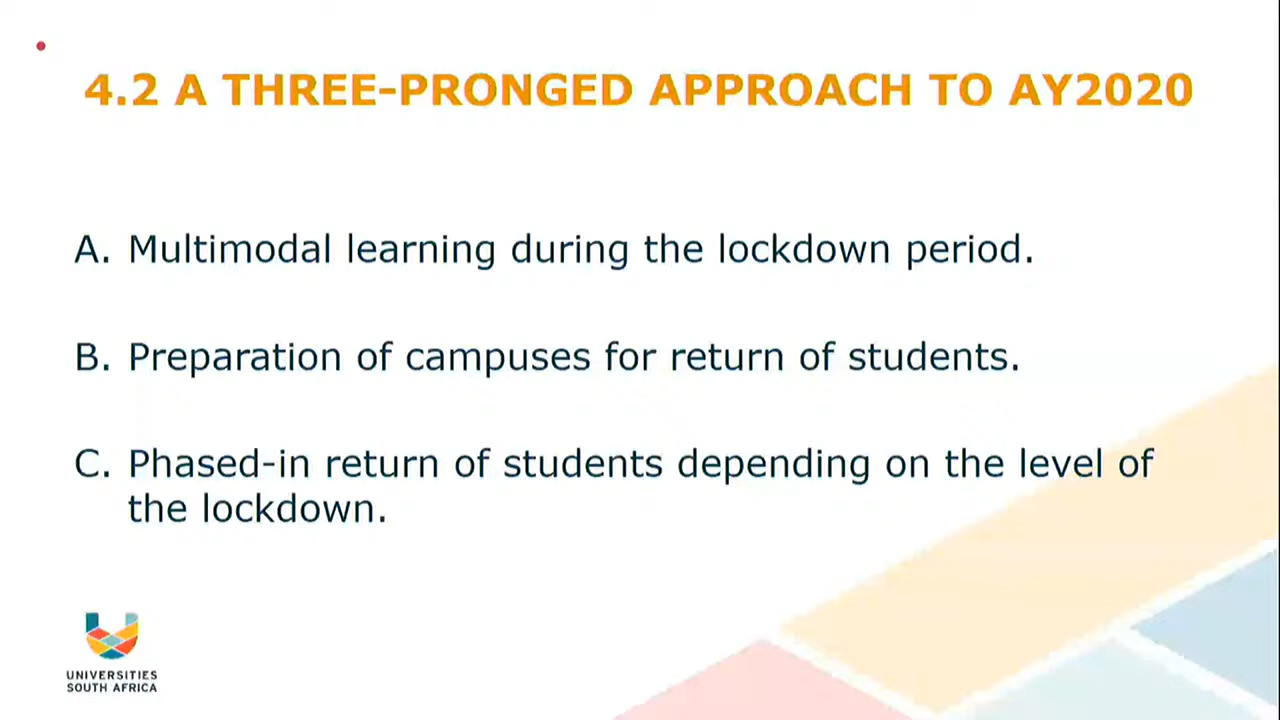 4.2 A THREE-PRONGED APPROACH TO AY2020
A. Multimodal learning during the lockdown period.
B. Preparation of campuses for return of students.
C. Phased-in return of students depending on the level of
the lockdown.
UNIVERSITIES
SOUTH AFRICA